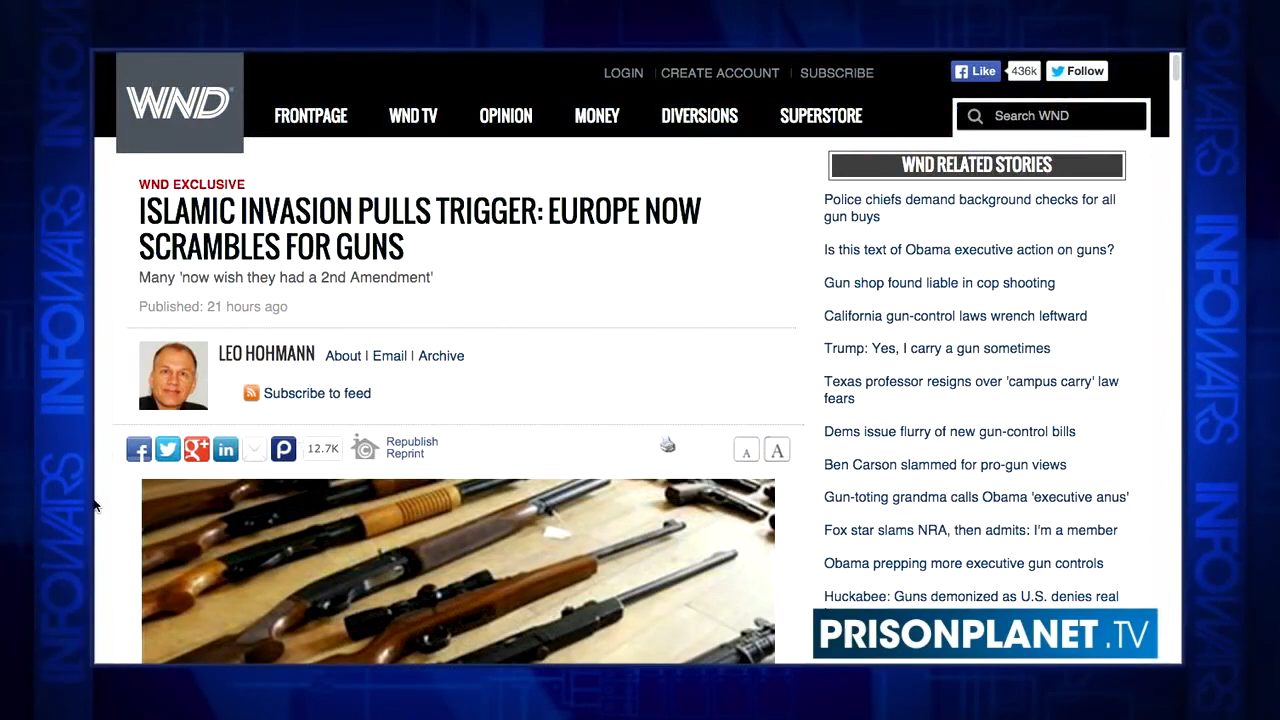 INFOWARS
INFOWARS
INFOWARS
INFOWARS
WND
LOGIN | CREATE ACCOUNT | SUBSCRIBE
Like 436k Follow
FRONTPAGE WND TV OPINION MONEY DIVERSIONS SUPERSTORE
Search WND
WND EXCLUSIVE
ISLAMIC INVASION PULLS TRIGGER: EUROPE NOW
SCRAMBLES FOR GUNS
Many 'now wish they had a 2nd Amendment'
Published: 21 hours ago
LEO HOHMANN About | Email | Archive
Subscribe to feed
12.7K
Republish
Reprint
A A
WND RELATED STORIES
Police chiefs demand background checks for all
gun buys
Is this text of Obama executive action on guns?
Gun shop found liable in cop shooting
California gun-control laws wrench leftward
Trump: Yes, I carry a gun sometimes
Texas professor resigns over 'campus carry' law
fears
Dems issue flurry of new gun-control bills
Ben Carson slammed for pro-gun views
Gun-toting grandma calls Obama 'executive anus'
Fox star slams NRA, then admits: I'm a member
Obama prepping more executive gun controls
Huckabee: Guns demonized as U.S. denies real
PRISONPLANET.TV